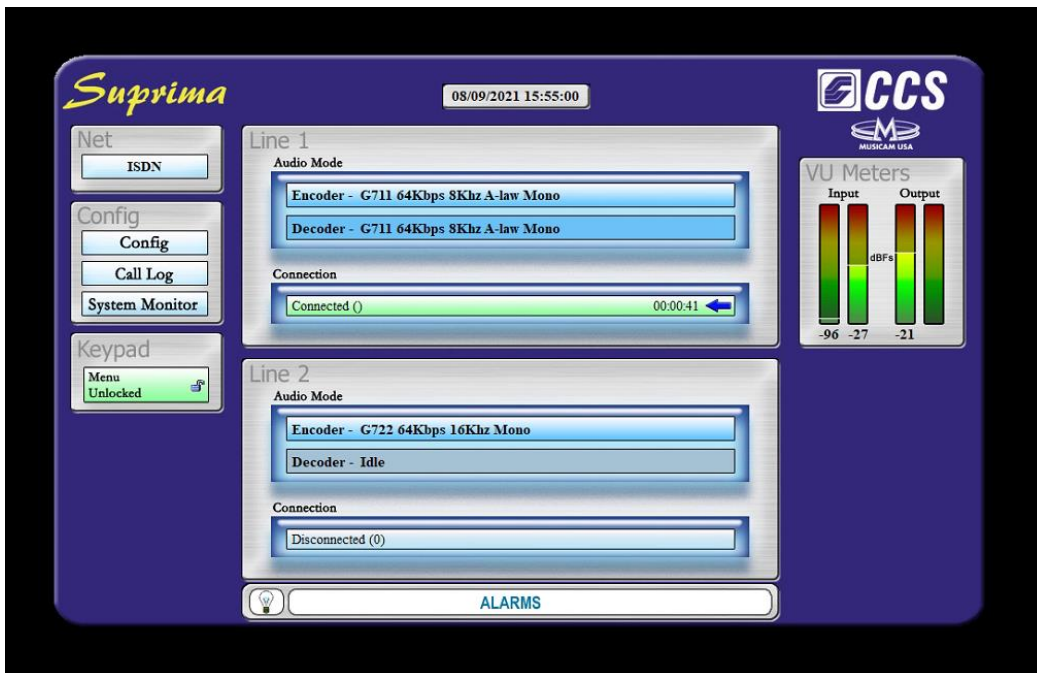 Suprima
08/09/2021 15:55:00
CCS
MUSICAM USA
Net
ISDN
Config
Config
Call Log
System Monitor
Keypad
Menu
Unlocked
Line 1
Audio Mode
Encoder - G711 64Kbps 8Khz A-law Mono
Decoder - G711 64Kbps 8Khz A-law Mono
Connection
Connected () 00:00:41
Line 2
Audio Mode
Encoder - G722 64Kbps 16Khz Mono
Decoder - Idle
Connection
Disconnected (0)
ALARMS
VU Meters
Input Output
dBFs
-96 -27 -21